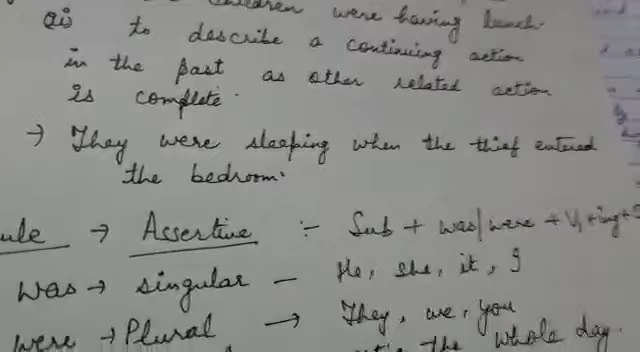 Children were having lunch.
(ii) to describe a continuing action
in the past as other related action
is complete.
→ They were sleeping when the thief entered
the bedroom.
ule → Assertive :- Sub + was/were + V1 + ing +
was → singular - He, she, it, I
were → Plural → They, we, you
the whole day.